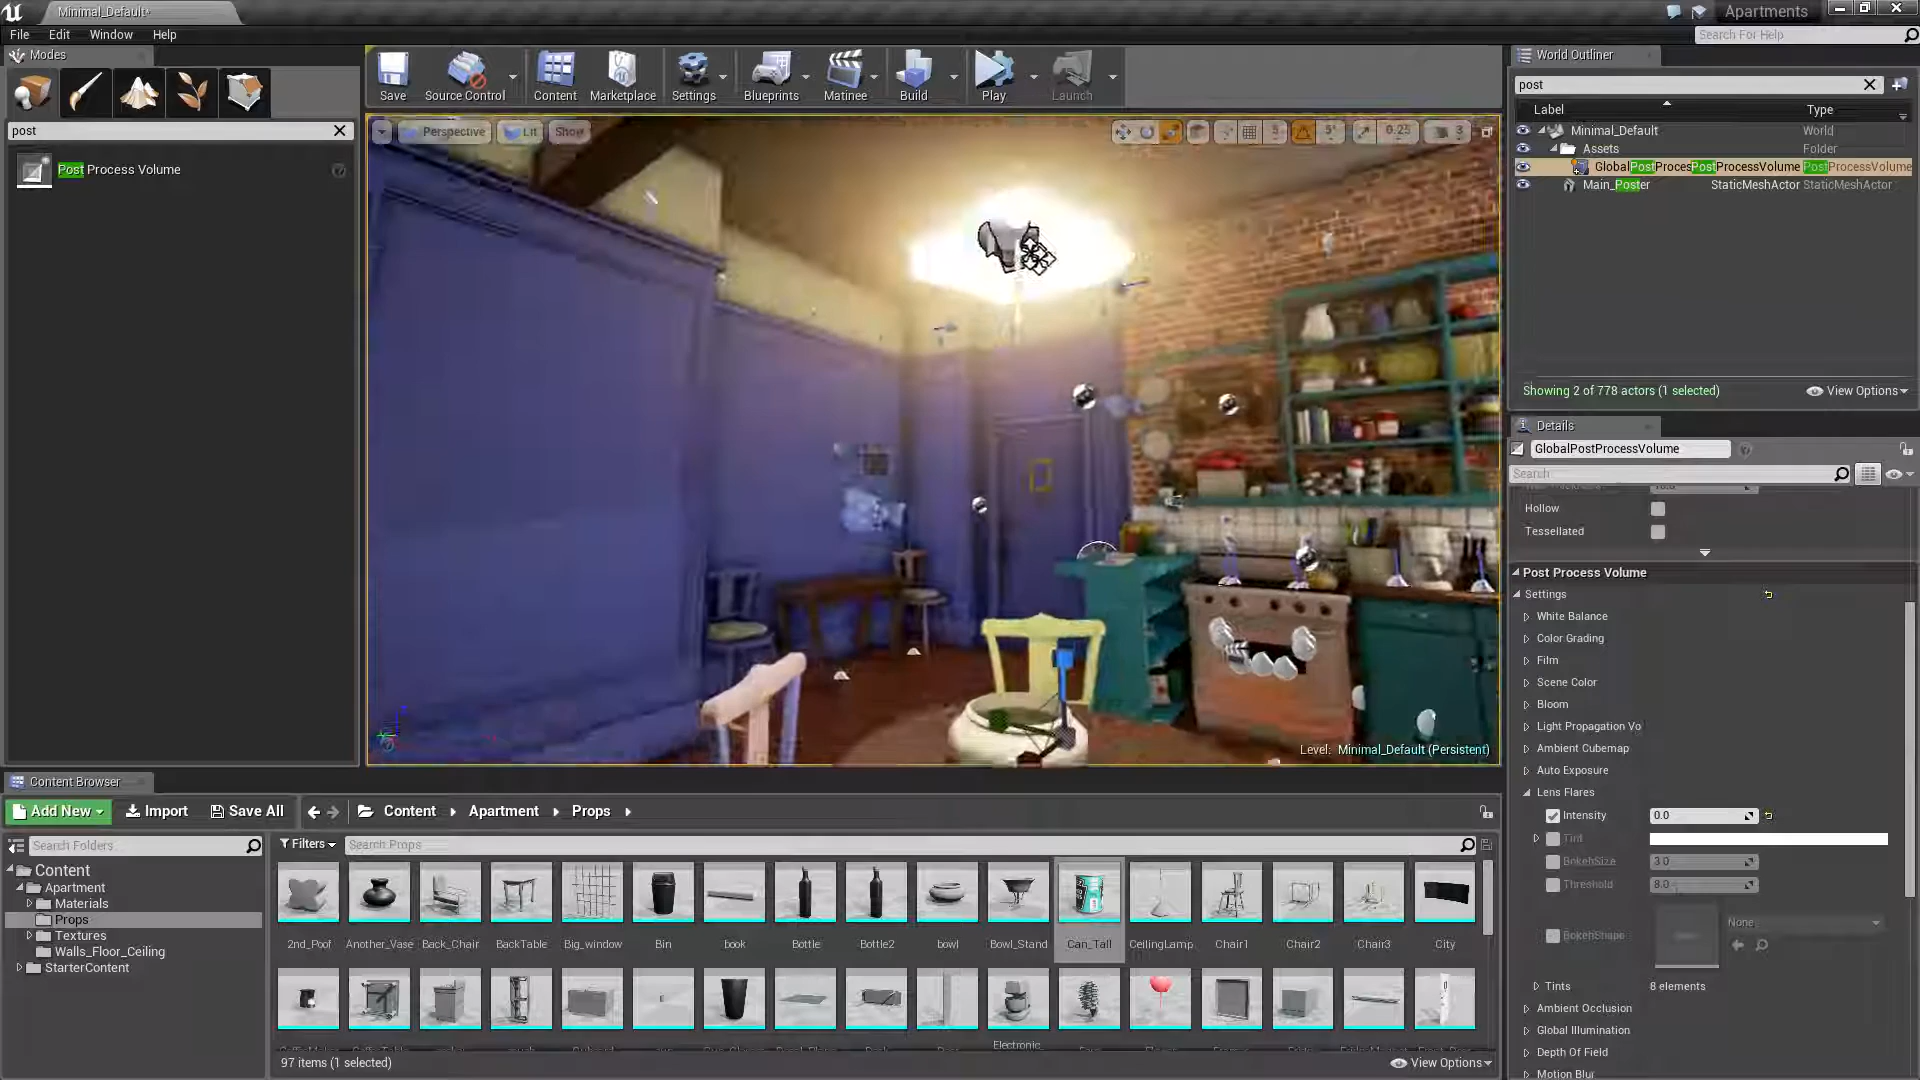 Minimal_Default*
Apartments
File Edit Window Help
Search For Help
Modes
post
Post Process Volume
Save
Source Control
Content
Marketplace
Settings
Blueprints
Matinee
Build
Play
Launch
Perspective
Lit
Show
5
5°
0.25
3
Level: Minimal_Default (Persistent)
World Outliner
post
Label
Type
Minimal_Default
World
Assets
Folder
GlobalPostProces
PostProcessVolume
PostProcessVolume
Main_Poster
StaticMeshActor
StaticMeshActor
Showing 2 of 778 actors (1 selected)
View Options
Details
GlobalPostProcessVolume
Search
Hollow
Tessellated
Post Process Volume
Settings
White Balance
Color Grading
Film
Scene Color
Bloom
Light Propagation Vo
Ambient Cubemap
Auto Exposure
Lens Flares
Intensity
0.0
Tint
BokehSize
3.0
Threshold
8.0
BokehShape
None
Tints
8 elements
Ambient Occlusion
Global Illumination
Depth Of Field
Motion Blur
Content Browser
Add New
Import
Save All
Content
Apartment
Props
Search Folders
Filters
Search Props
Content
Apartment
Materials
Props
Textures
Walls_Floor_Ceiling
StarterContent
2nd_Poof
Another_Vase
Back_Chair
BackTable
Big_window
Bin
book
Bottle
Bottle2
bowl
Bowl_Stand
Can_Tall
CeilingLamp
Chair1
Chair2
Chair3
City
Electronic
97 items (1 selected)
View Options